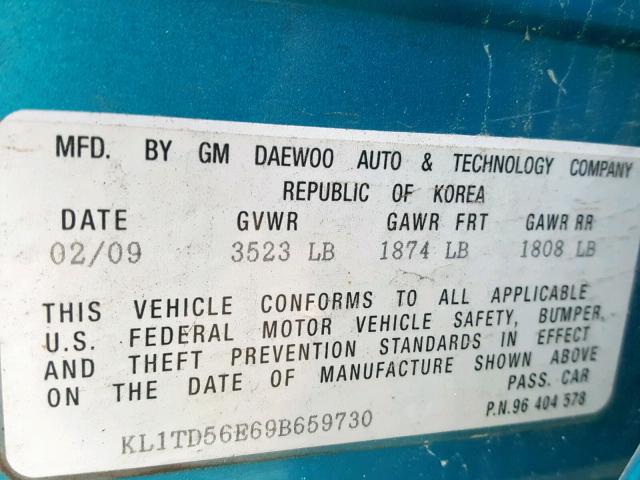 MFD. BY GM DAEWOO AUTO & TECHNOLOGY COMPANY
REPUBLIC OF KOREA
DATE GVWR GAWR FRT GAWR RR
02/09 3523 LB 1874 LB 1808 LB
THIS VEHICLE CONFORMS TO ALL APPLICABLE
U.S. FEDERAL MOTOR VEHICLE SAFETY, BUMPER,
AND THEFT PREVENTION STANDARDS IN EFFECT
ON THE DATE OF MANUFACTURE SHOWN ABOVE
PASS. CAR
KL1TD56E69B659730 P.N. 96 404 578